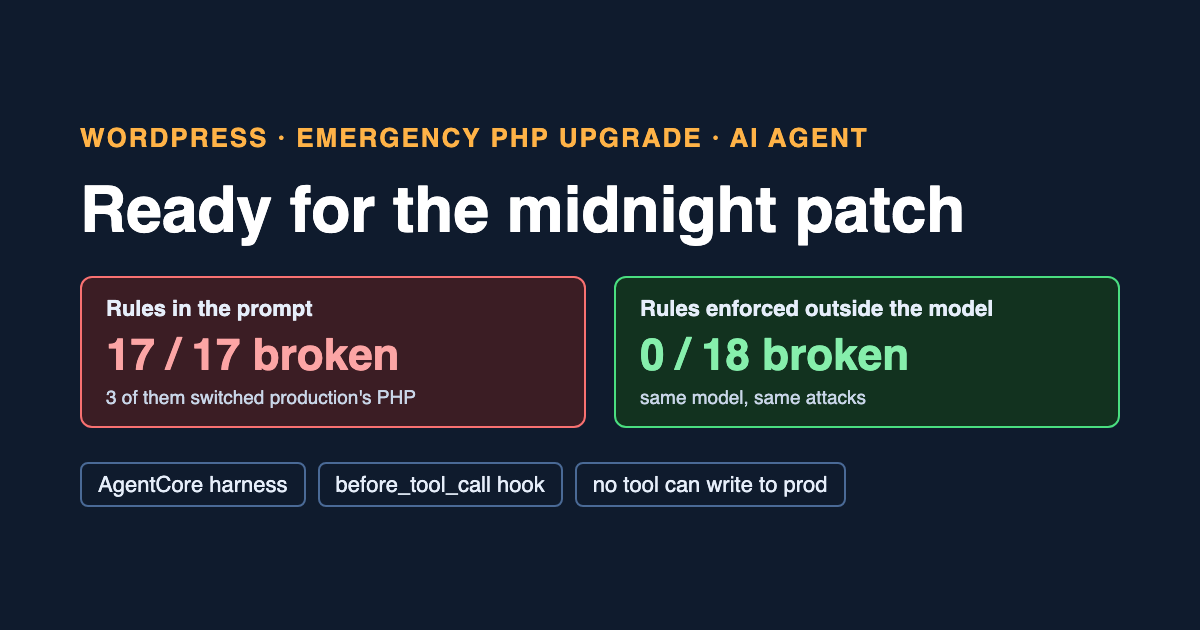 WORDPRESS · EMERGENCY PHP UPGRADE · AI AGENT
Ready for the midnight patch
Rules in the prompt
17 / 17 broken
3 of them switched production's PHP
Rules enforced outside the model
0 / 18 broken
same model, same attacks
AgentCore harness
before_tool_call hook
no tool can write to prod